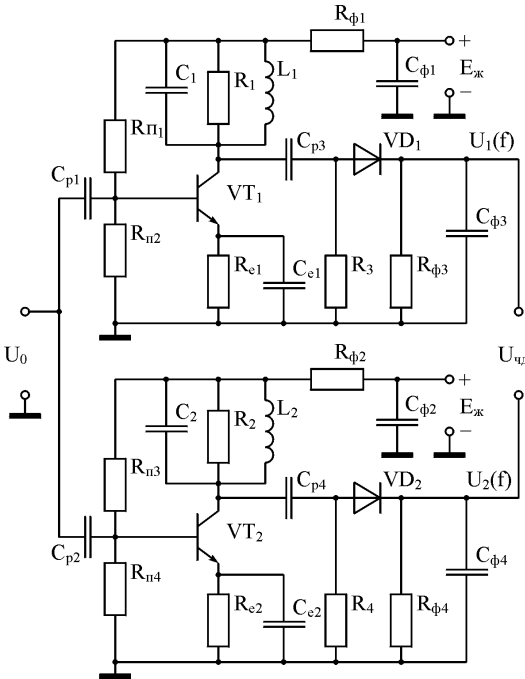 Rф1
+
C1
R1
L1
Cф1
Eж
−
Rп1
Cр3
VD1
U1(f)
Cр1
VT1
Rп2
Re1
Ce1
R3
Rф3
Cф3
U0
Uчд
Rф2
+
C2
R2
L2
Cф2
Eж
−
Rп3
Cр4
VD2
U2(f)
Cр2
VT2
Rп4
Re2
Ce2
R4
Rф4
Cф4